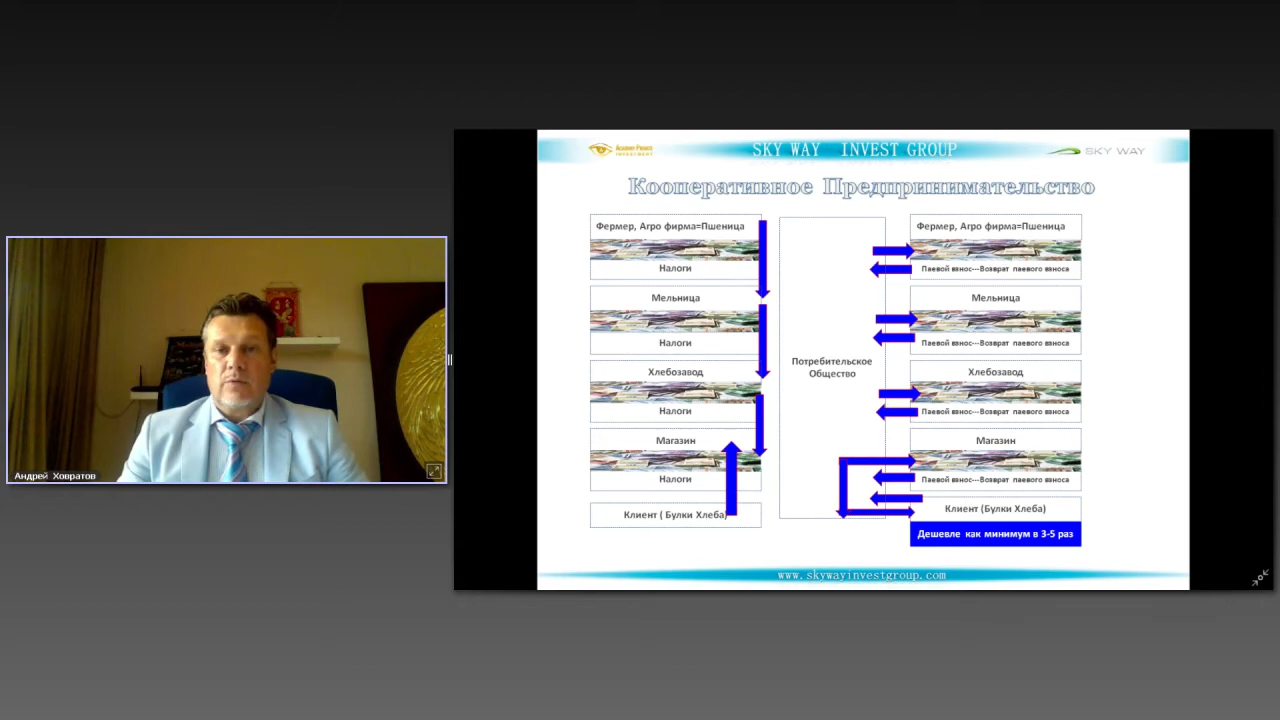 Андрей Ховратов
SKY WAY INVEST GROUP
SKY WAY
Кооперативное Предпринимательство
Фермер, Агро фирма=Пшеница
Налоги
Мельница
Налоги
Хлебозавод
Налоги
Магазин
Налоги
Клиент ( Булки Хлеба)
Потребительское
Общество
Фермер, Агро фирма=Пшеница
Паевой взнос---Возврат паевого взноса
Мельница
Паевой взнос---Возврат паевого взноса
Хлебозавод
Паевой взнос---Возврат паевого взноса
Магазин
Паевой взнос---Возврат паевого взноса
Клиент (Булки Хлеба)
Дешевле как минимум в 3-5 раз
www.skywayinvestgroup.com